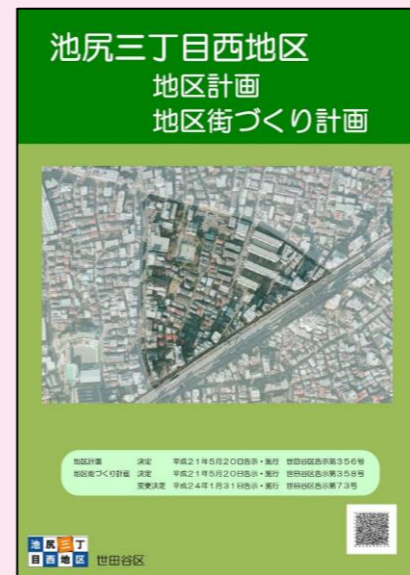 池尻三丁目西地区
地区計画
地区街づくり計画
地区計画 決定 平成21年5月20日告示・施行 世田谷区告示第356号
地区街づくり計画 決定 平成21年5月20日告示・施行 世田谷区告示第358号
変更決定 平成24年1月31日告示・施行 世田谷区告示第73号
池尻三丁
目西地区
世田谷区